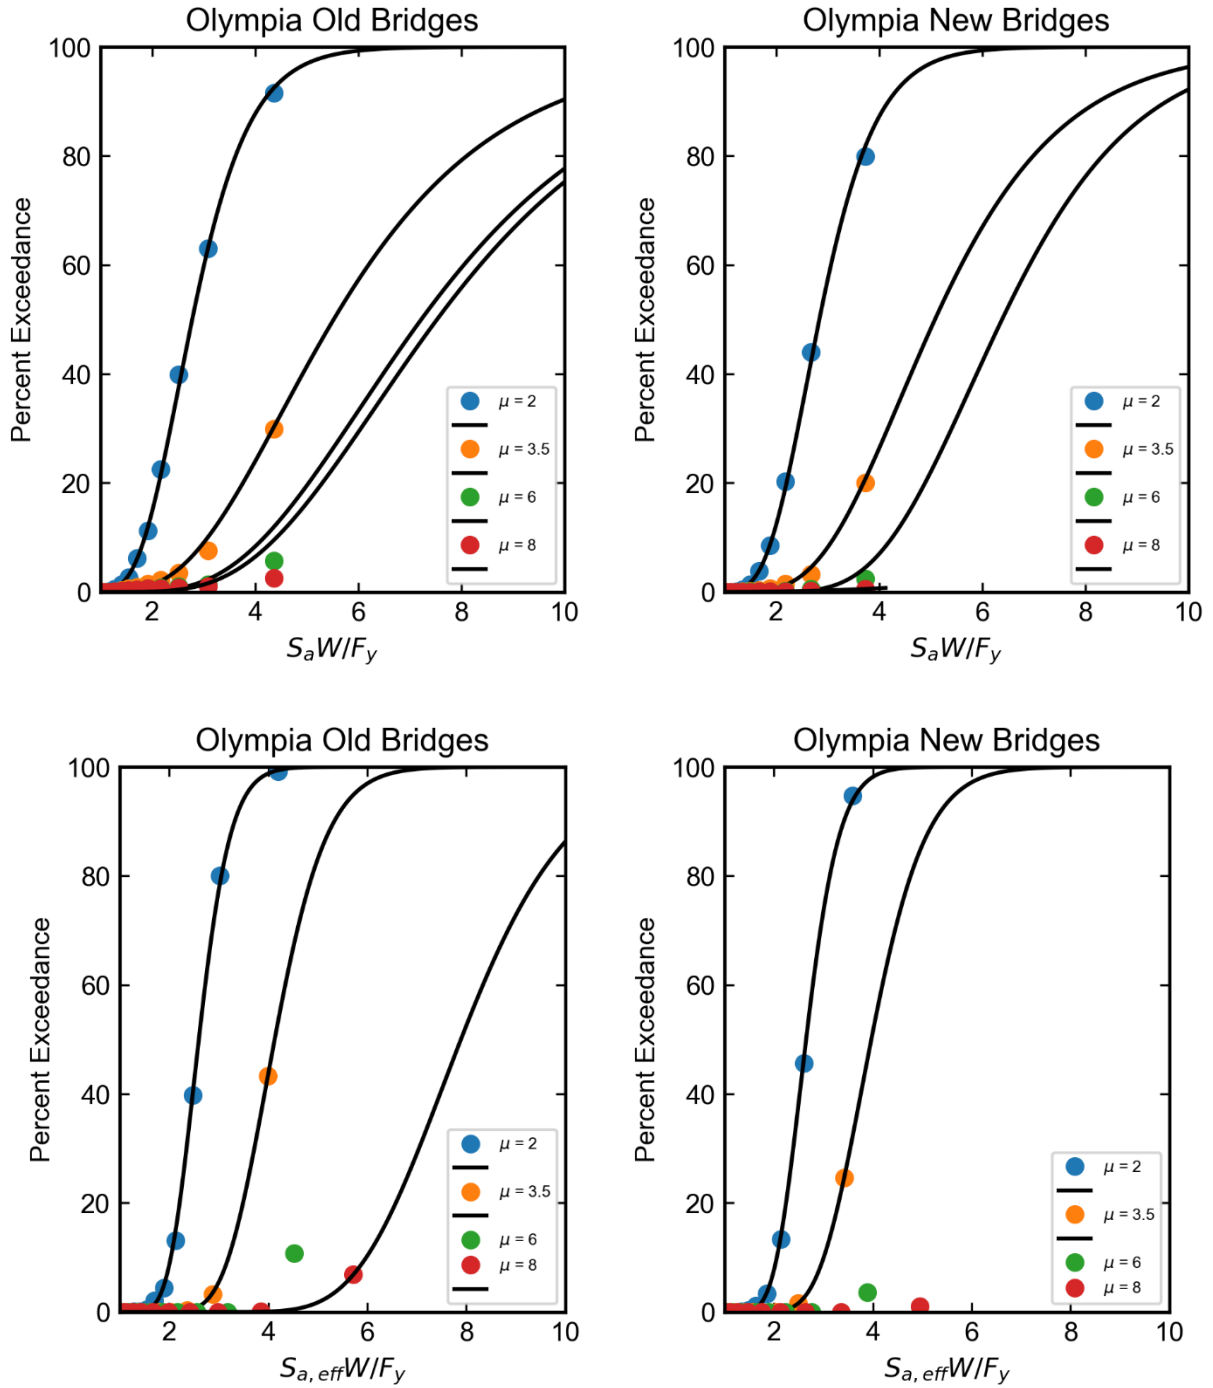 Olympia Old Bridges
Percent Exceedance
100
80
60
40
20
0
μ = 2
μ = 3.5
μ = 6
μ = 8
2 4 6 8 10
SₐW/Fᵧ
Olympia New Bridges
Percent Exceedance
100
80
60
40
20
0
μ = 2
μ = 3.5
μ = 6
μ = 8
2 4 6 8 10
SₐW/Fᵧ
Olympia Old Bridges
Percent Exceedance
100
80
60
40
20
0
μ = 2
μ = 3.5
μ = 6
μ = 8
2 4 6 8 10
Sa, effW/Fy
Olympia New Bridges
Percent Exceedance
100
80
60
40
20
0
μ = 2
μ = 3.5
μ = 6
μ = 8
2 4 6 8 10
Sa, effW/Fy